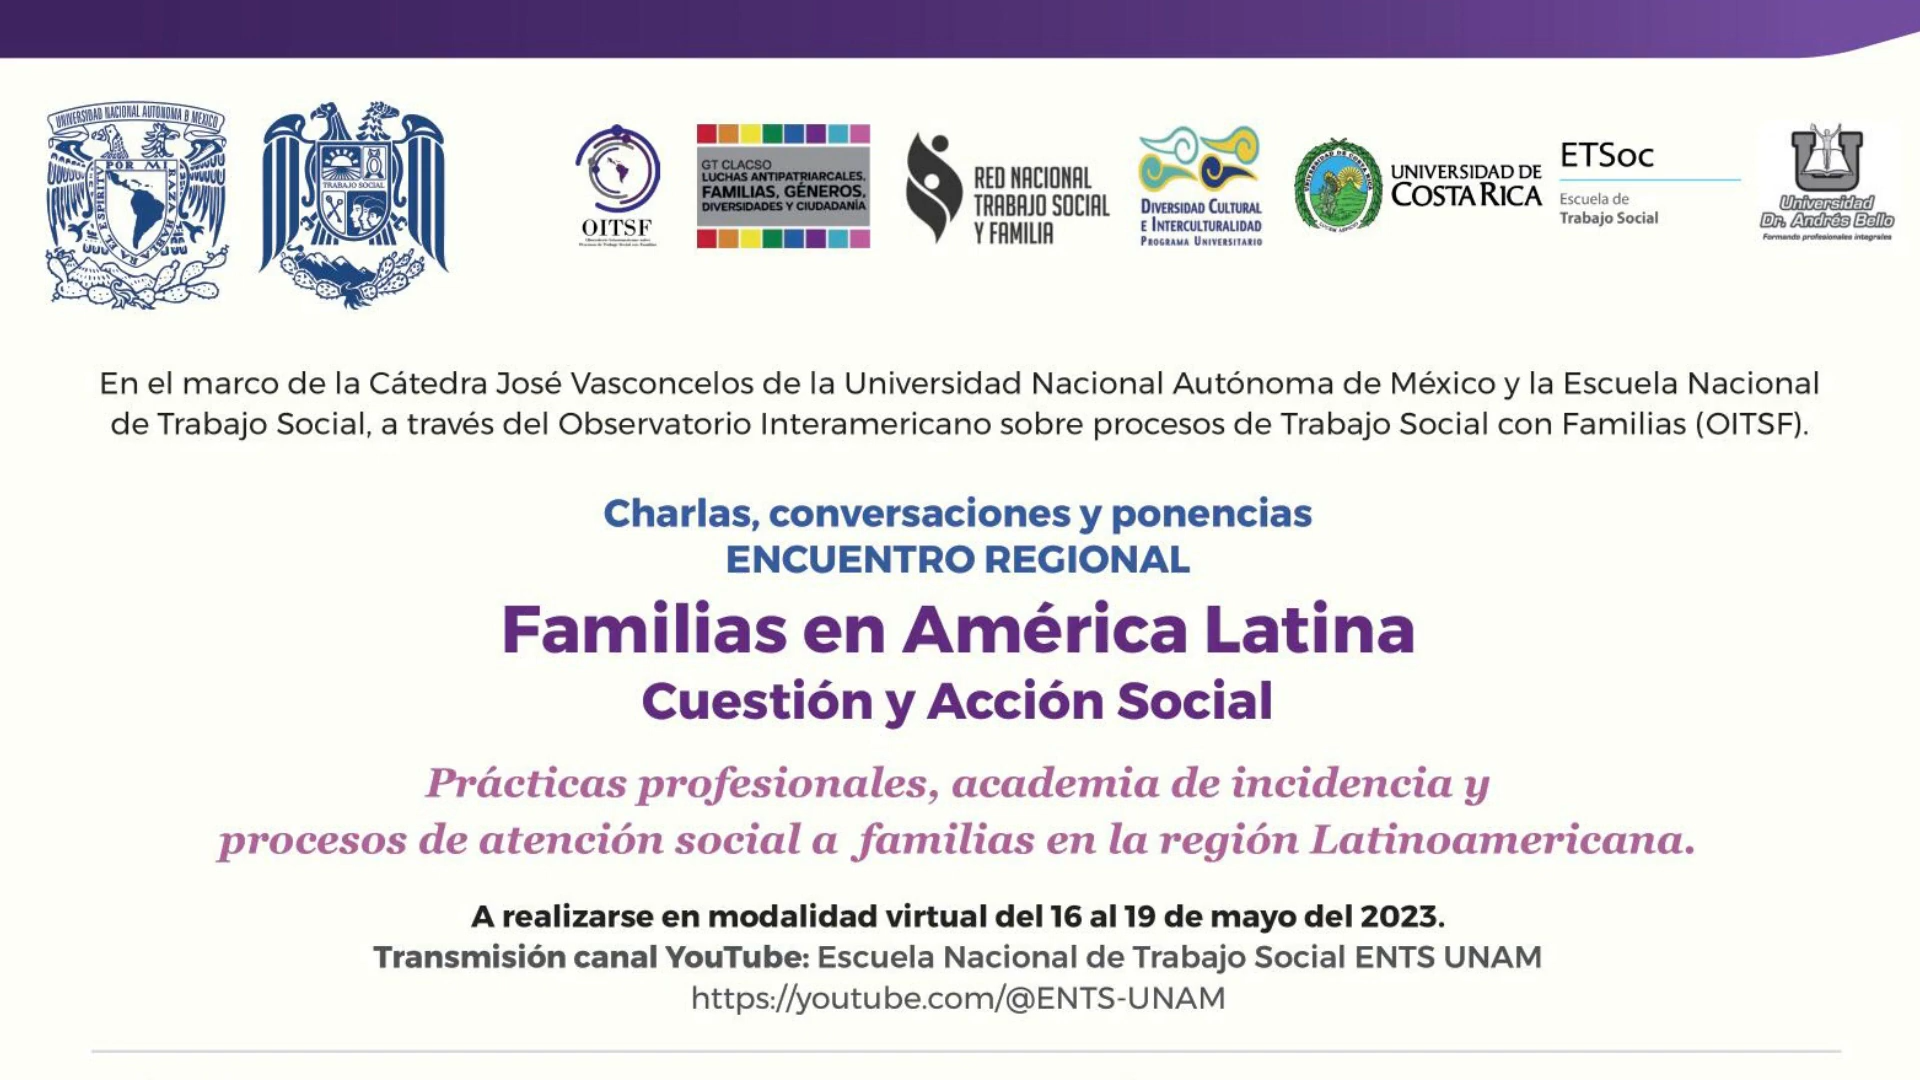 UNIVERSIDAD NACIONAL AUTONOMA D MEXICO
POR MI RAZA HABLARA EL ESPIRITU
TRABAJO SOCIAL
OITSF
GT CLACSO
LUCHAS ANTIPATRIARCALES,
FAMILIAS, GÉNEROS,
DIVERSIDADES Y CIUDADANÍA
RED NACIONAL
TRABAJO SOCIAL
Y FAMILIA
DIVERSIDAD CULTURAL
E INTERCULTURALIDAD
PROGRAMA UNIVERSITARIO
UNIVERSIDAD DE
COSTA RICA
ETSoc
Escuela de
Trabajo Social
Universidad
Dr. Andrés Bello
Formando profesionales integrales
En el marco de la Cátedra José Vasconcelos de la Universidad Nacional Autónoma de México y la Escuela Nacional
de Trabajo Social, a través del Observatorio Interamericano sobre procesos de Trabajo Social con Familias (OITSF).
Charlas, conversaciones y ponencias
ENCUENTRO REGIONAL
Familias en América Latina
Cuestión y Acción Social
Prácticas profesionales, academia de incidencia y
procesos de atención social a familias en la región Latinoamericana.
A realizarse en modalidad virtual del 16 al 19 de mayo del 2023.
Transmisión canal YouTube: Escuela Nacional de Trabajo Social ENTS UNAM
https://youtube.com/@ENTS-UNAM